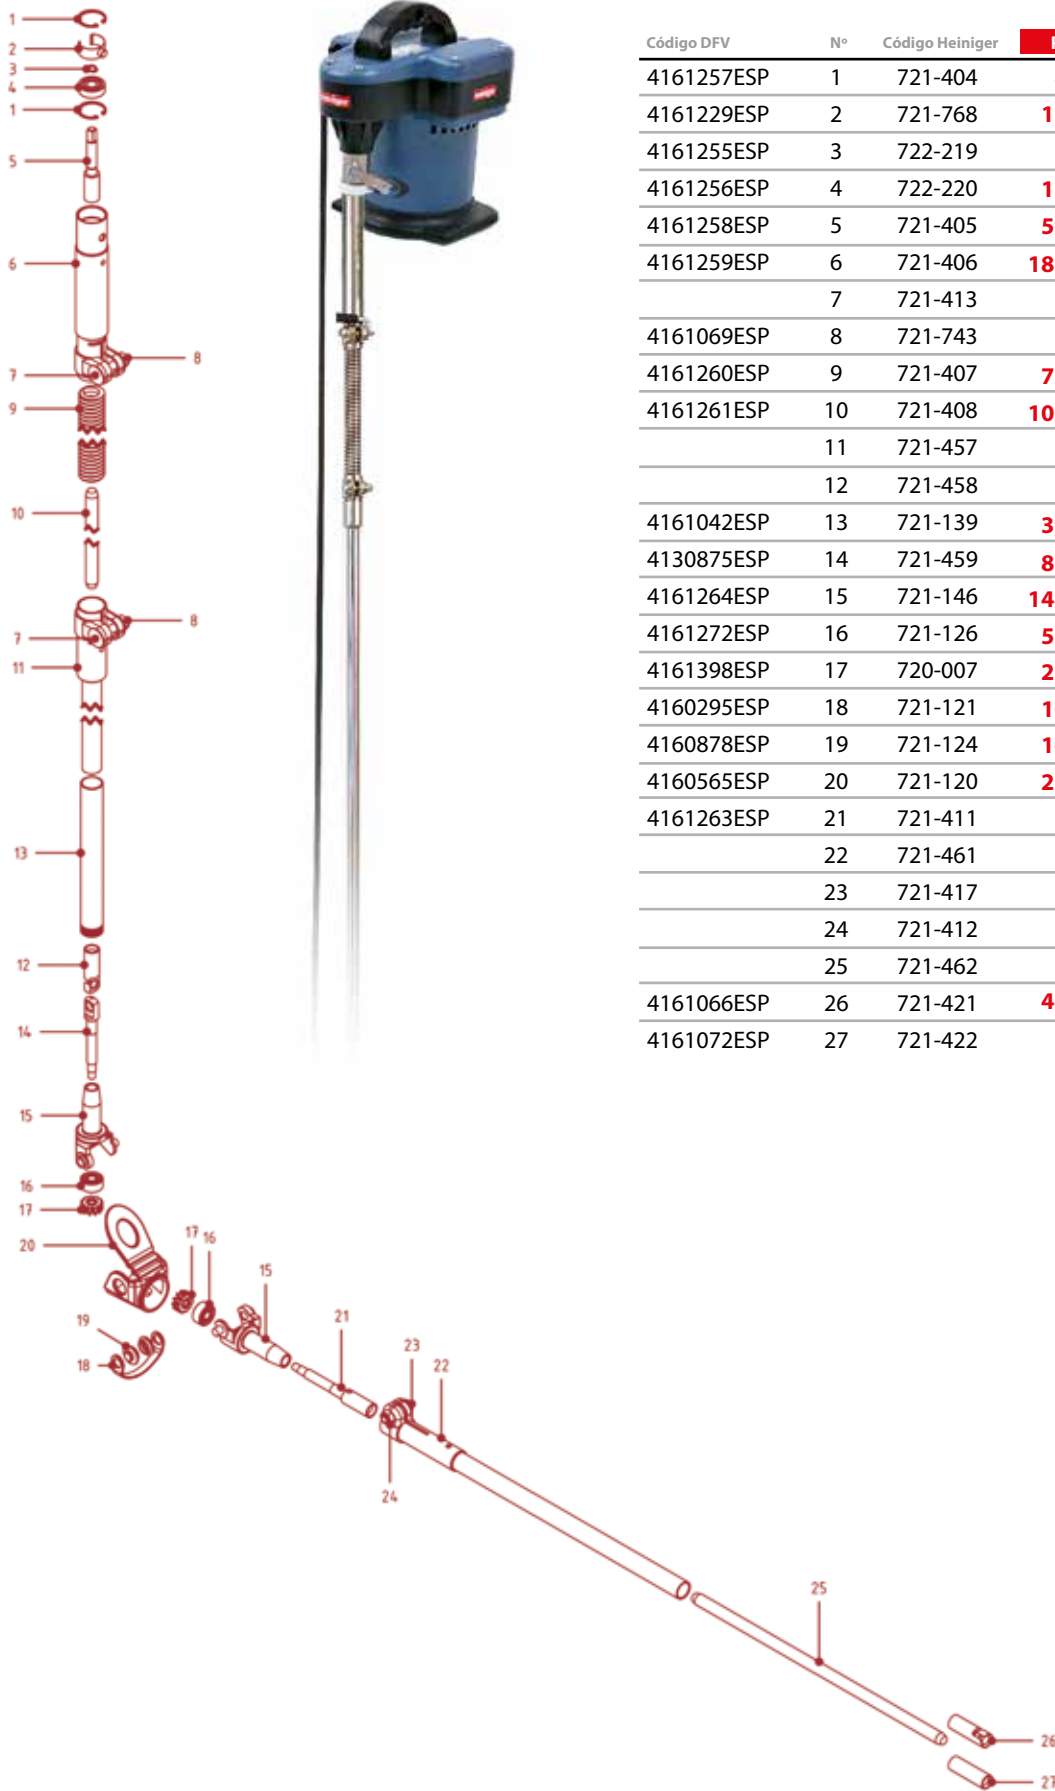 Código DFV Nº Código Heiniger
4161257ESP 1 721-404
4161229ESP 2 721-768 1
4161255ESP 3 722-219
4161256ESP 4 722-220 1
4161258ESP 5 721-405 5
4161259ESP 6 721-406 18
7 721-413
4161069ESP 8 721-743
4161260ESP 9 721-407 7
4161261ESP 10 721-408 10
11 721-457
12 721-458
4161042ESP 13 721-139 3
4130875ESP 14 721-459 8
4161264ESP 15 721-146 14
4161272ESP 16 721-126 5
4161398ESP 17 720-007 2
4160295ESP 18 721-121 1
4160878ESP 19 721-124 1
4160565ESP 20 721-120 2
4161263ESP 21 721-411
22 721-461
23 721-417
24 721-412
25 721-462
4161066ESP 26 721-421 4
4161072ESP 27 721-422
1
2
3
4
1
5
6
8
7
9
10
8
7
11
13
12
14
15
16
17
20
17 16
15
19
18
21
23
22
24
25
26
27